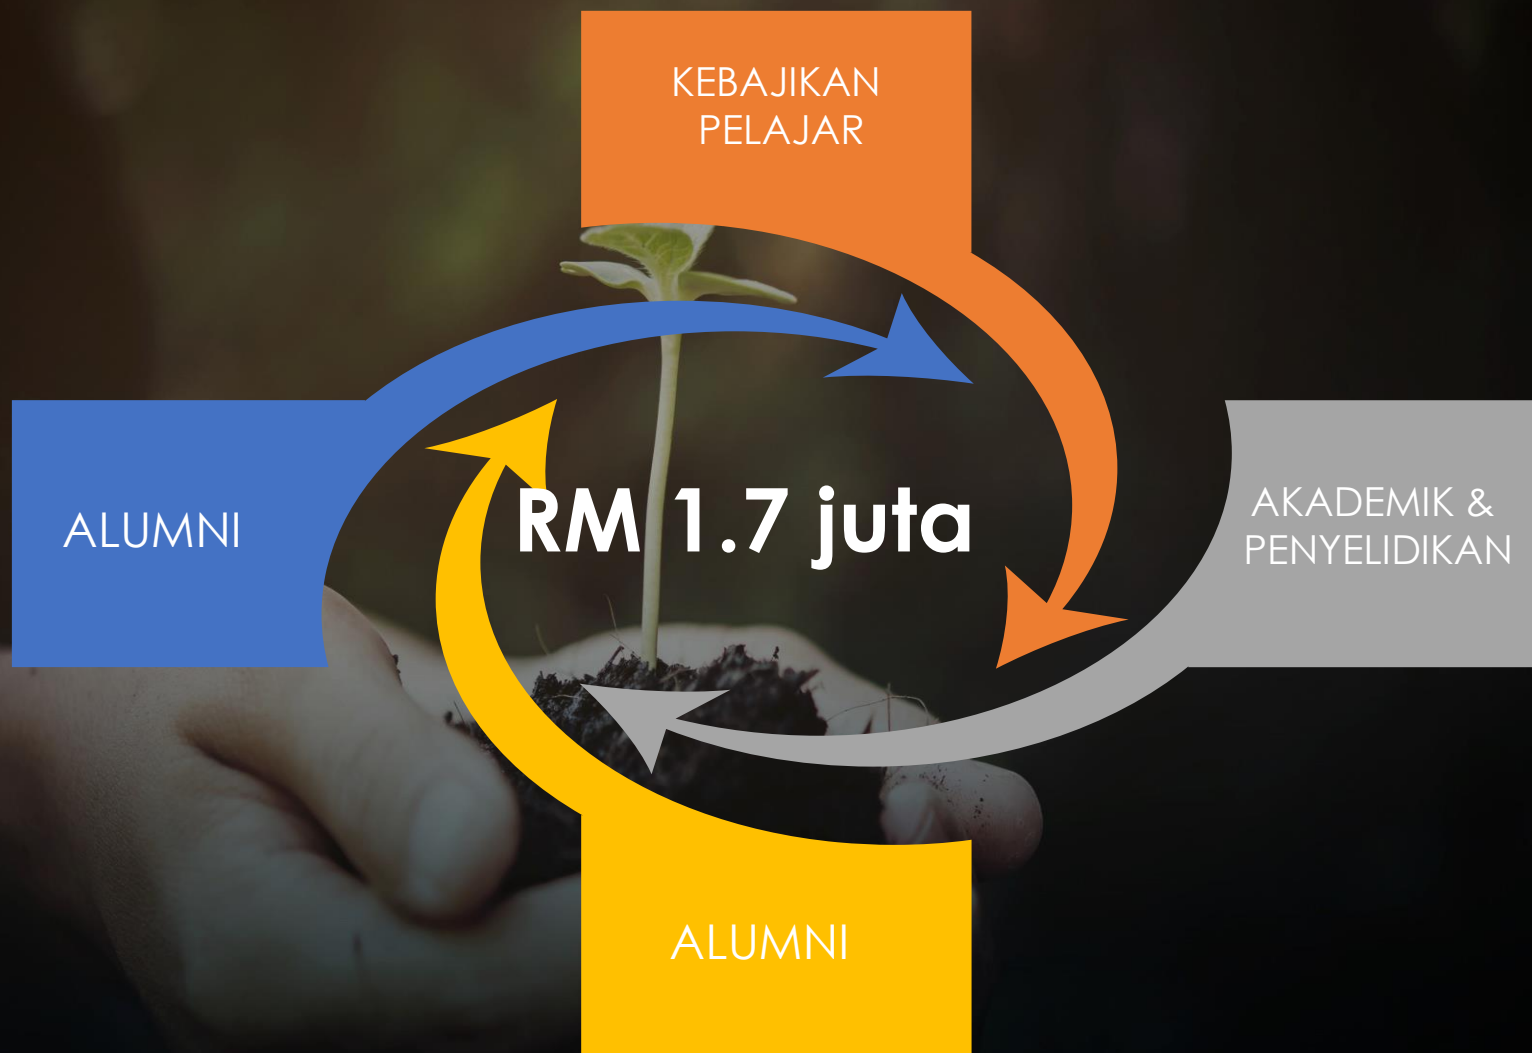 KEBAJIKAN
PELAJAR
ALUMNI
RM 1.7 juta
AKADEMIK &
PENYELIDIKAN
ALUMNI